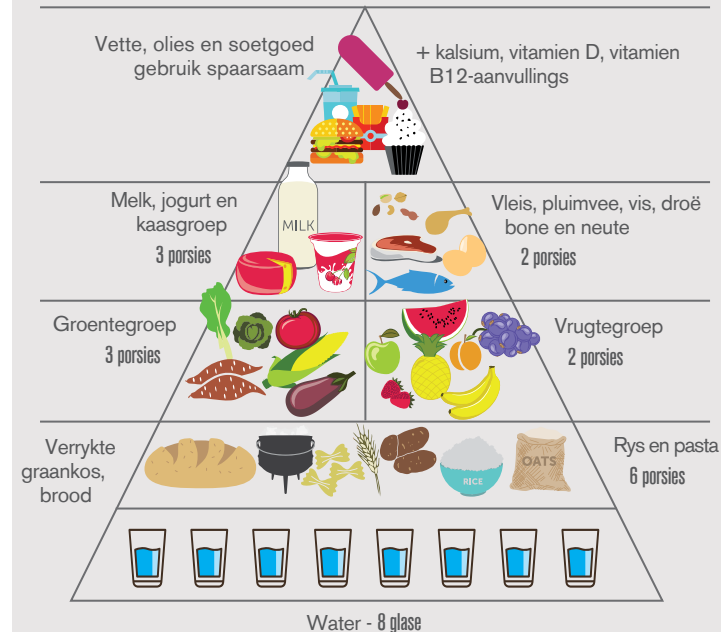 Vette, olies en soetgoed
gebruik spaarsaam
+ kalsium, vitamien D, vitamien
B12-aanvullings
Melk, jogurt en
kaasgroep
3 porsies
MILK
Vleis, pluimvee, vis, droë
bone en neute
2 porsies
Groentegroep
3 porsies
Vrugtegroep
2 porsies
Verrykte
graankos,
brood
RICE
OATS
Rys en pasta
6 porsies
Water - 8 glase